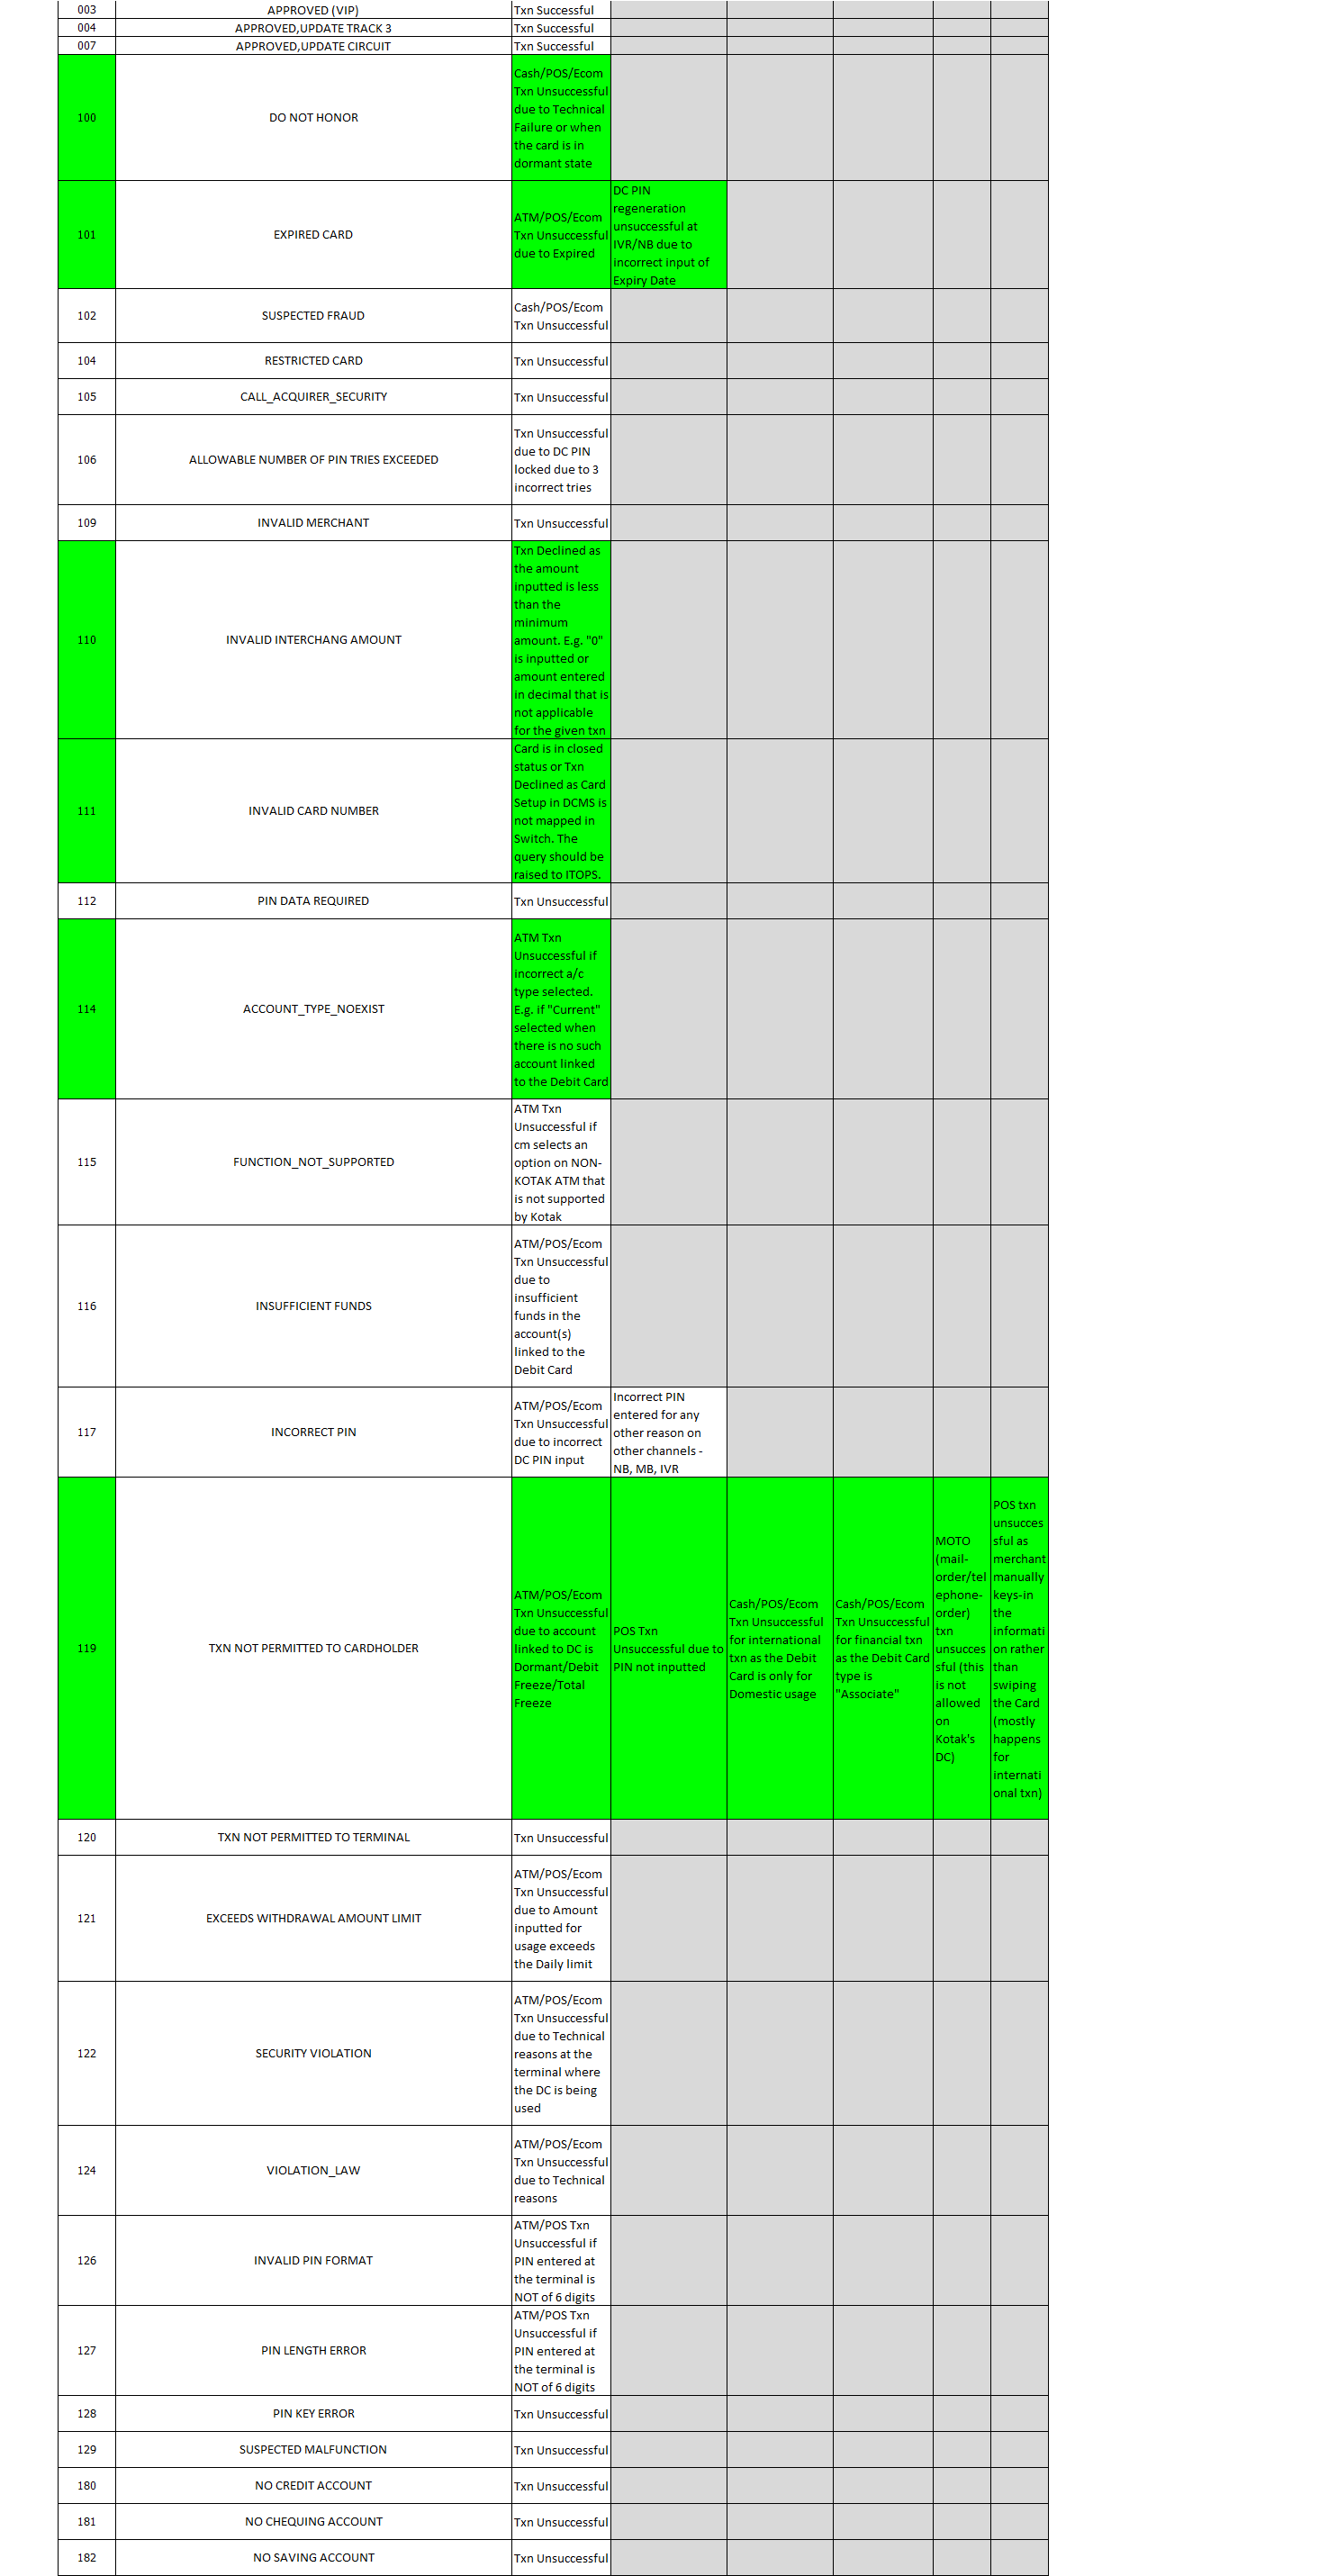 003 APPROVED (VIP) Txn Successful
004 APPROVED,UPDATE TRACK 3 Txn Successful
007 APPROVED,UPDATE CIRCUIT Txn Successful
100 DO NOT HONOR
Cash/POS/Ecom
Txn Unsuccessful
due to Technical
Failure or when
the card is in
dormant state
101 EXPIRED CARD
ATM/POS/Ecom
Txn Unsuccessful
due to Expired
DC PIN
regeneration
unsuccessful at
IVR/NB due to
incorrect input of
Expiry Date
102 SUSPECTED FRAUD
Cash/POS/Ecom
Txn Unsuccessful
104 RESTRICTED CARD Txn Unsuccessful
105 CALL_ACQUIRER_SECURITY Txn Unsuccessful
106 ALLOWABLE NUMBER OF PIN TRIES EXCEEDED
Txn Unsuccessful
due to DC PIN
locked due to 3
incorrect tries
109 INVALID MERCHANT Txn Unsuccessful
110 INVALID INTERCHANG AMOUNT
Txn Declined as
the amount
inputted is less
than the
minimum
amount. E.g. "0"
is inputted or
amount entered
in decimal that is
not applicable
for the given txn
111 INVALID CARD NUMBER
Card is in closed
status or Txn
Declined as Card
Setup in DCMS is
not mapped in
Switch. The
query should be
raised to ITOPS.
112 PIN DATA REQUIRED Txn Unsuccessful
114 ACCOUNT_TYPE_NOEXIST
ATM Txn
Unsuccessful if
incorrect a/c
type selected.
E.g. if "Current"
selected when
there is no such
account linked
to the Debit Card
115 FUNCTION_NOT_SUPPORTED
ATM Txn
Unsuccessful if
cm selects an
option on NON-
KOTAK ATM that
is not supported
by Kotak
116 INSUFFICIENT FUNDS
ATM/POS/Ecom
Txn Unsuccessful
due to
insufficient
funds in the
account(s)
linked to the
Debit Card
117 INCORRECT PIN
ATM/POS/Ecom
Txn Unsuccessful
due to incorrect
DC PIN input
Incorrect PIN
entered for any
other reason on
other channels -
NB, MB, IVR
119 TXN NOT PERMITTED TO CARDHOLDER
ATM/POS/Ecom
Txn Unsuccessful
due to account
linked to DC is
Dormant/Debit
Freeze/Total
Freeze
POS Txn
Unsuccessful due to
PIN not inputted
Cash/POS/Ecom
Txn Unsuccessful
for international
txn as the Debit
Card is only for
Domestic usage
Cash/POS/Ecom
Txn Unsuccessful
for financial txn
as the Debit Card
type is
"Associate"
MOTO
(mail-
order/tel
ephone-
order)
txn
unsucces
sful (this
is not
allowed
on
Kotak's
DC)
POS txn
unsucces
sful as
merchant
manually
keys-in
the
informati
on rather
than
swiping
the Card
(mostly
happens
for
internati
onal txn)
120 TXN NOT PERMITTED TO TERMINAL Txn Unsuccessful
121 EXCEEDS WITHDRAWAL AMOUNT LIMIT
ATM/POS/Ecom
Txn Unsuccessful
due to Amount
inputted for
usage exceeds
the Daily limit
122 SECURITY VIOLATION
ATM/POS/Ecom
Txn Unsuccessful
due to Technical
reasons at the
terminal where
the DC is being
used
124 VIOLATION_LAW
ATM/POS/Ecom
Txn Unsuccessful
due to Technical
reasons
126 INVALID PIN FORMAT
ATM/POS Txn
Unsuccessful if
PIN entered at
the terminal is
NOT of 6 digits
127 PIN LENGTH ERROR
ATM/POS Txn
Unsuccessful if
PIN entered at
the terminal is
NOT of 6 digits
128 PIN KEY ERROR Txn Unsuccessful
129 SUSPECTED MALFUNCTION Txn Unsuccessful
180 NO CREDIT ACCOUNT Txn Unsuccessful
181 NO CHEQUING ACCOUNT Txn Unsuccessful
182 NO SAVING ACCOUNT Txn Unsuccessful